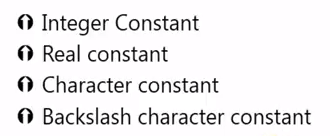 Integer Constant
Real constant
Character constant
Backslash character constant